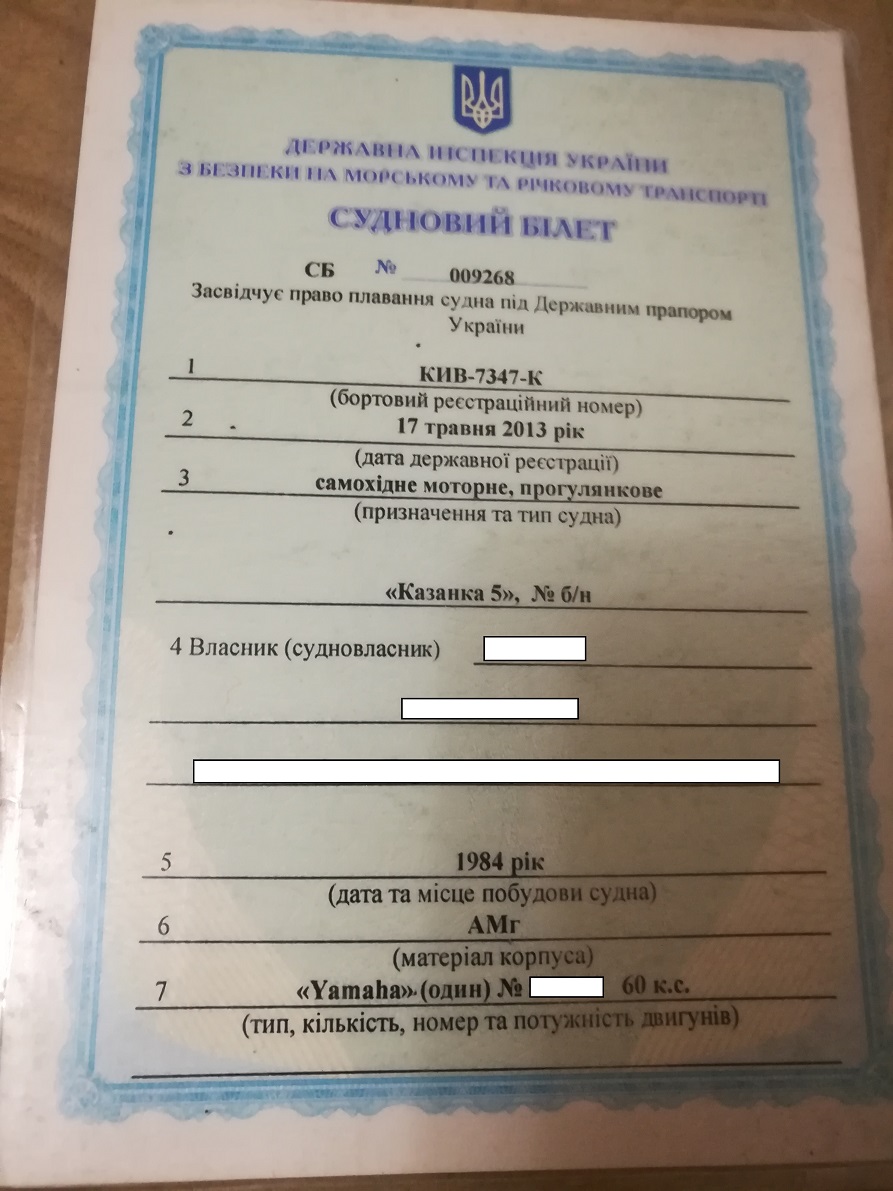 ДЕРЖАВНА ИНСПЕКЦІЯ УКРАЇНИ
З БЕЗПЕКИ НА МОРСЬКОМУ ТА РІЧКОВОМУ ТРАНСПОРТІ
СУДНОВИЙ БІЛЕТ
СБ № 009268
Засвідчує право плавання судна під Державним прапором
України
1 КИВ-7347-К
(бортовий реєстраційний номер)
2 17 травня 2013 рік
(дата державної реєстрації)
3 самохідне моторне, прогулянкове
(призначення та тип судна)
«Казанка 5», № б/н
4 Власник (судновласник)
5 1984 рік
(дата та місце побудови судна)
6 АМг
(матеріал корпуса)
7 «Yamaha» (один) № 60 к.с.
(тип, кількість, номер та потужність двигунів)